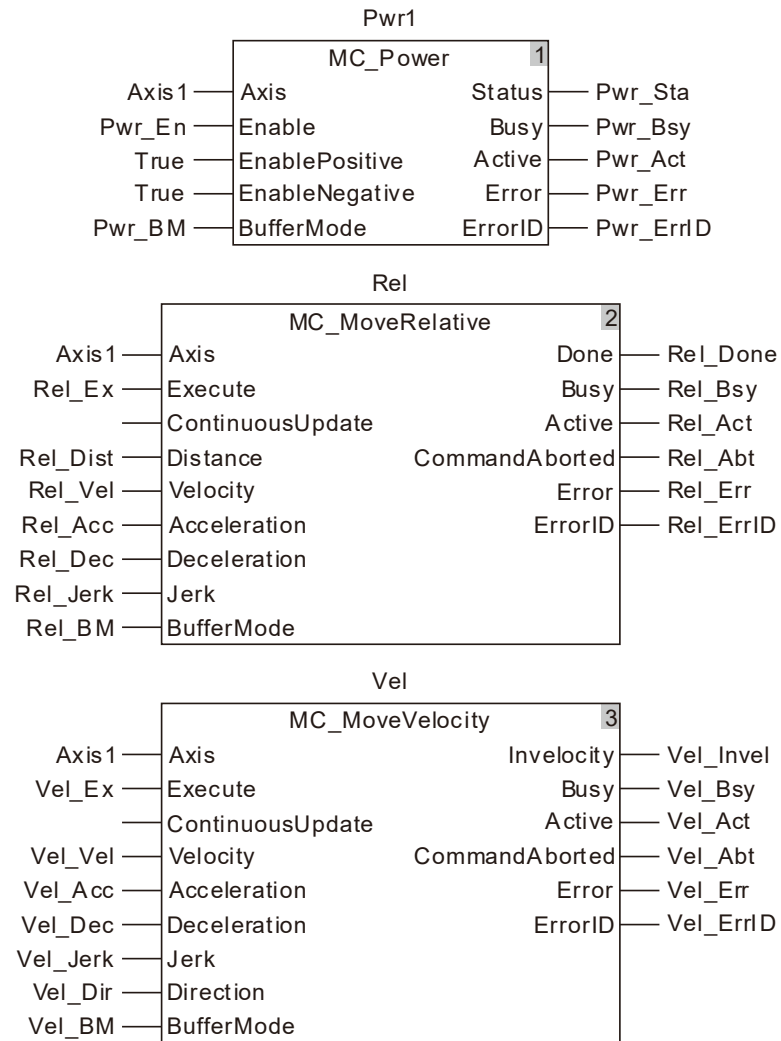 Pwr1
MC_Power 1
Axis1 Axis Status Pwr_Sta
Pwr_En Enable Busy Pwr_Bsy
True EnablePositive Active Pwr_Act
True EnableNegative Error Pwr_Err
Pwr_BM BufferMode ErrorID Pwr_ErrID
Rel
MC_MoveRelative 2
Axis1 Axis Done Rel_Done
Rel_Ex Execute Busy Rel_Bsy
ContinuousUpdate Active Rel_Act
Rel_Dist Distance CommandAborted Rel_Abt
Rel_Vel Velocity Error Rel_Err
Rel_Acc Acceleration ErrorID Rel_ErrID
Rel_Dec Deceleration
Rel_Jerk Jerk
Rel_BM BufferMode
Vel
MC_MoveVelocity 3
Axis1 Axis Invelocity Vel_Invel
Vel_Ex Execute Busy Vel_Bsy
ContinuousUpdate Active Vel_Act
Vel_Vel Velocity CommandAborted Vel_Abt
Vel_Acc Acceleration Error Vel_Err
Vel_Dec Deceleration ErrorID Vel_ErrID
Vel_Jerk Jerk
Vel_Dir Direction
Vel_BM BufferMode